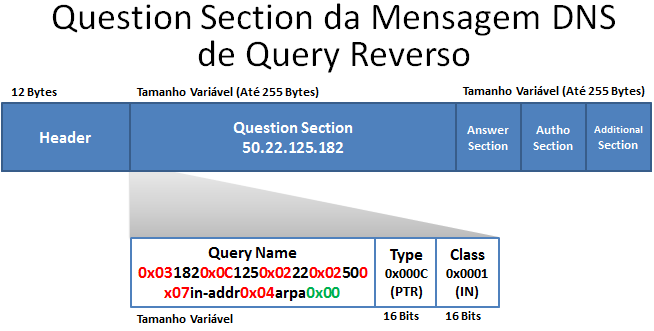 Question Section da Mensagem DNS
de Query Reverso
12 Bytes
Tamanho Variável (Até 255 Bytes)
Tamanho Variável (Até 255 Bytes)
Header
Question Section
50.22.125.182
Answer
Section
Autho
Section
Additional
Section
Query Name
0x031820x0C1250x02220x02500
x07in-addr0x04arpa0x00
Type
0x000C
(PTR)
Class
0x0001
(IN)
Tamanho Variável
16 Bits
16 Bits